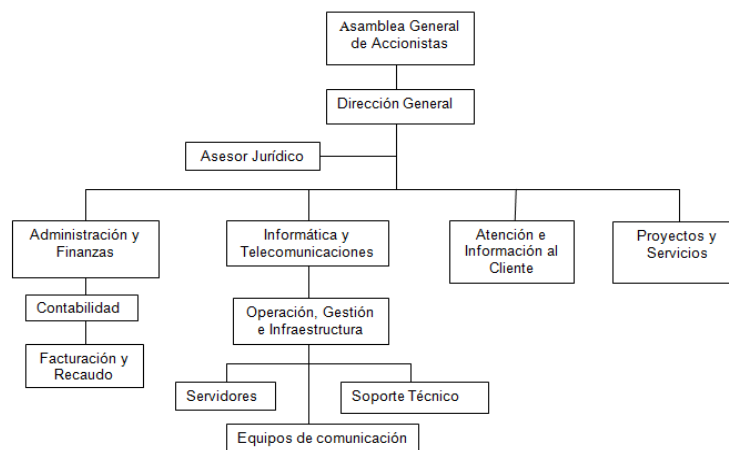 Asamblea General
de Accionistas
Dirección General
Asesor Jurídico
Administración y
Finanzas
Informática y
Telecomunicaciones
Atención e
Información al
Cliente
Proyectos y
Servicios
Contabilidad
Operación, Gestión
e Infraestructura
Facturación y
Recaudo
Servidores
Soporte Técnico
Equipos de comunicación